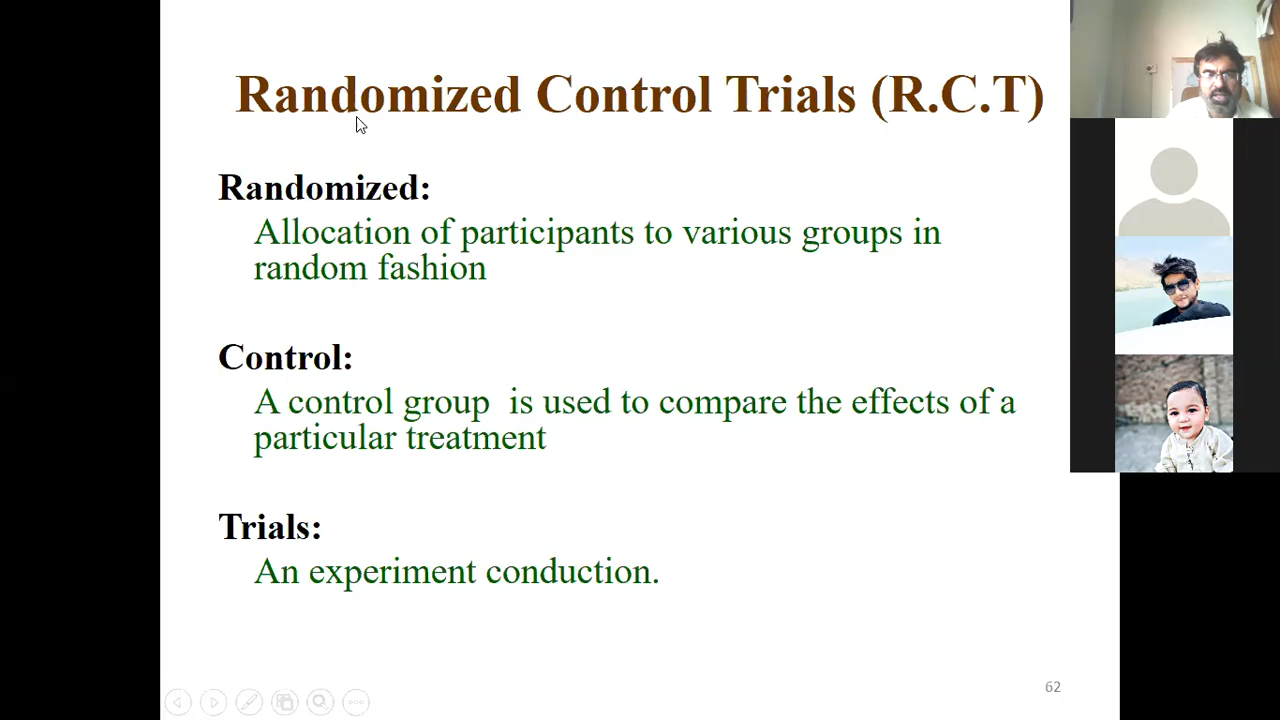 Randomized Control Trials (R.C.T)
Randomized:
Allocation of participants to various groups in
random fashion
Control:
A control group is used to compare the effects of a
particular treatment
Trials:
An experiment conduction.
62